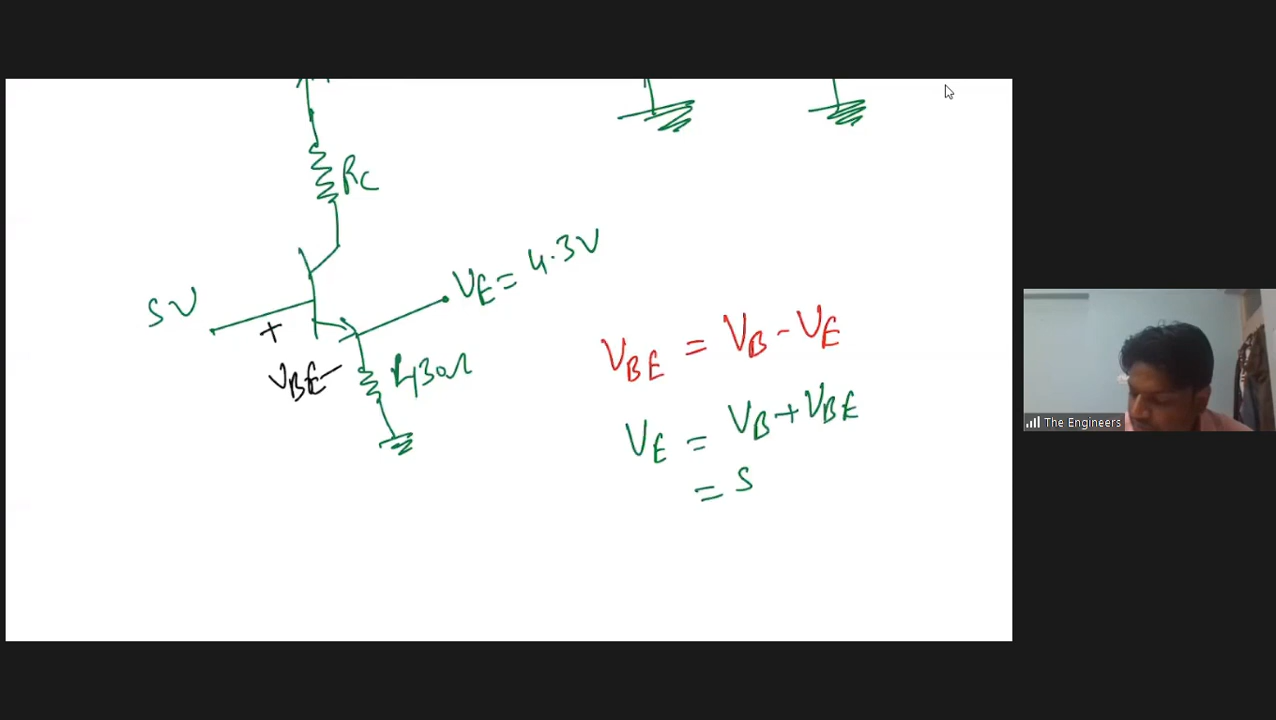 RC
5V
+
VE = 4.3V
VBE
-
430Ω
VBE = VB - VE
VE = VB + VBE
= 5
The Engineers